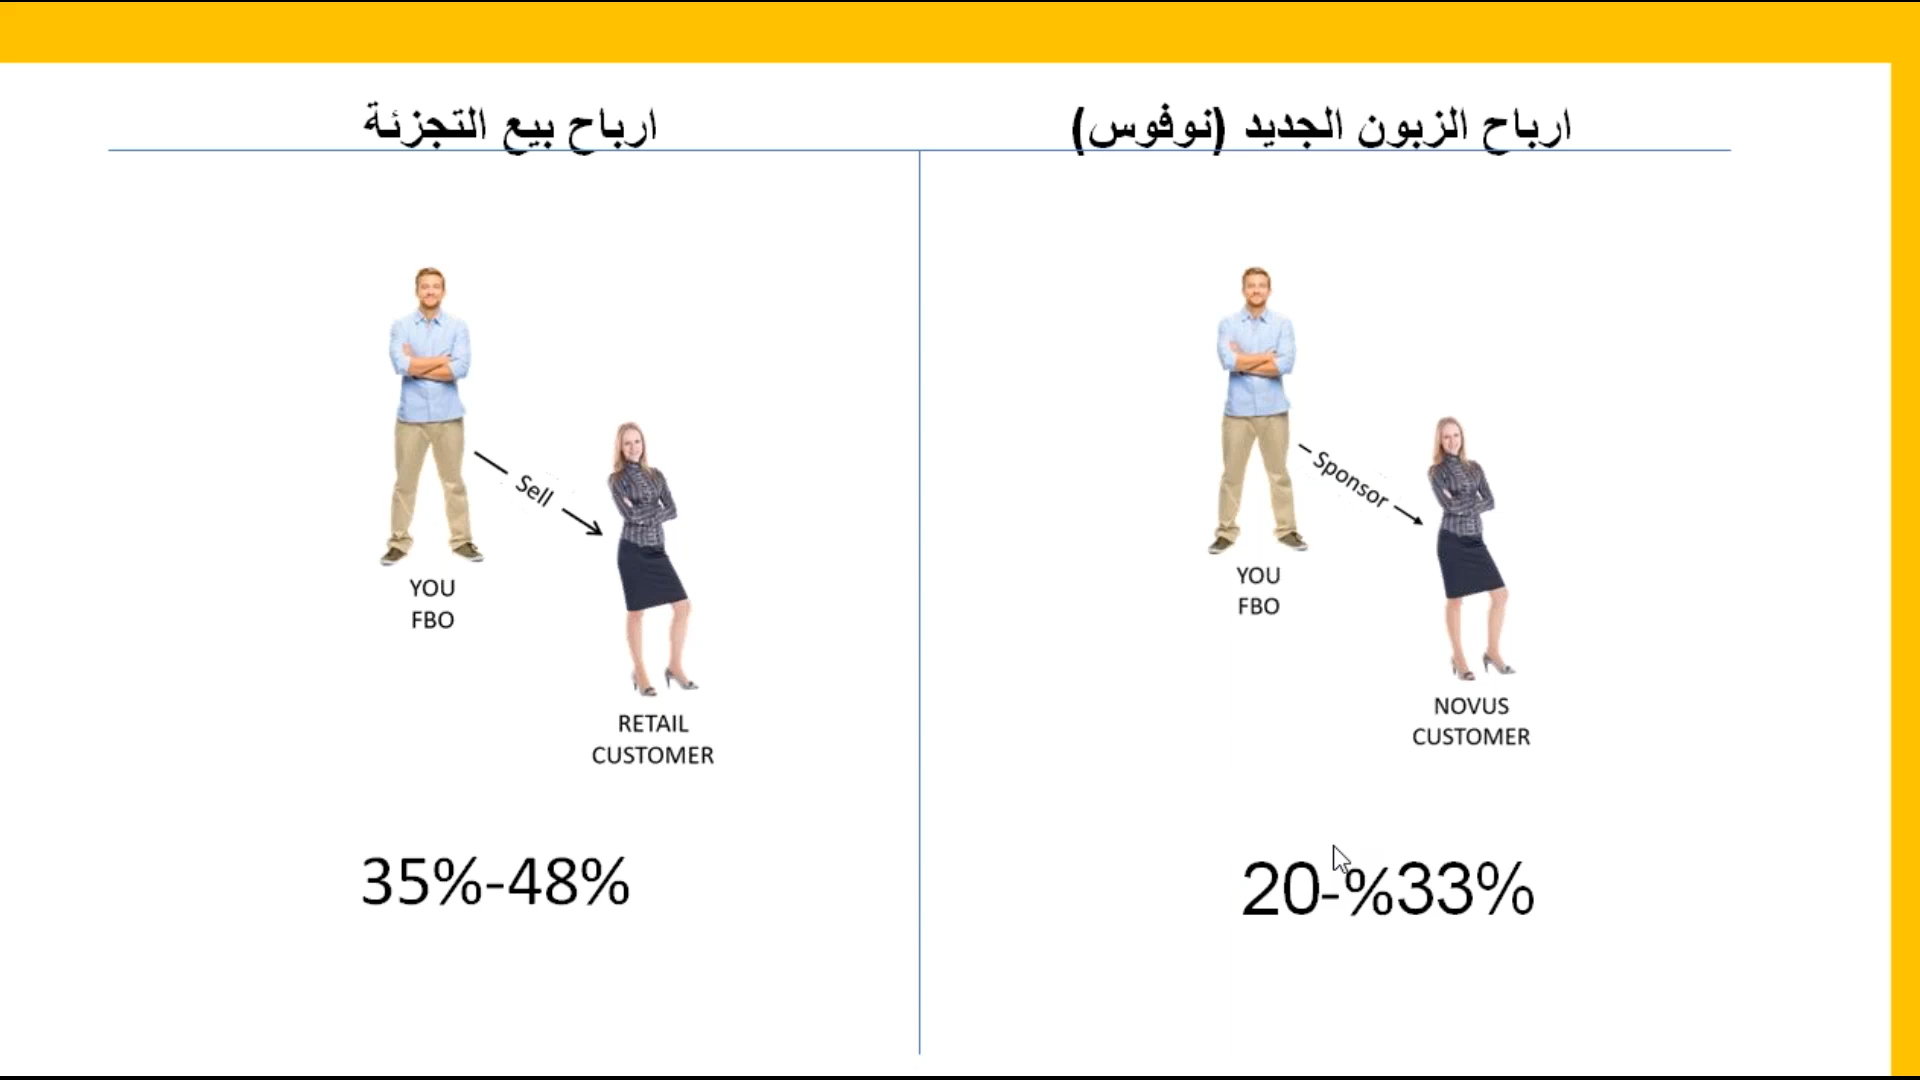 ارباح الزبون الجديد (نوفوس)
ارباح بيع التجزئة
Sell
YOU
FBO
RETAIL
CUSTOMER
35%-48%
Sponsor
YOU
FBO
NOVUS
CUSTOMER
20-%33%